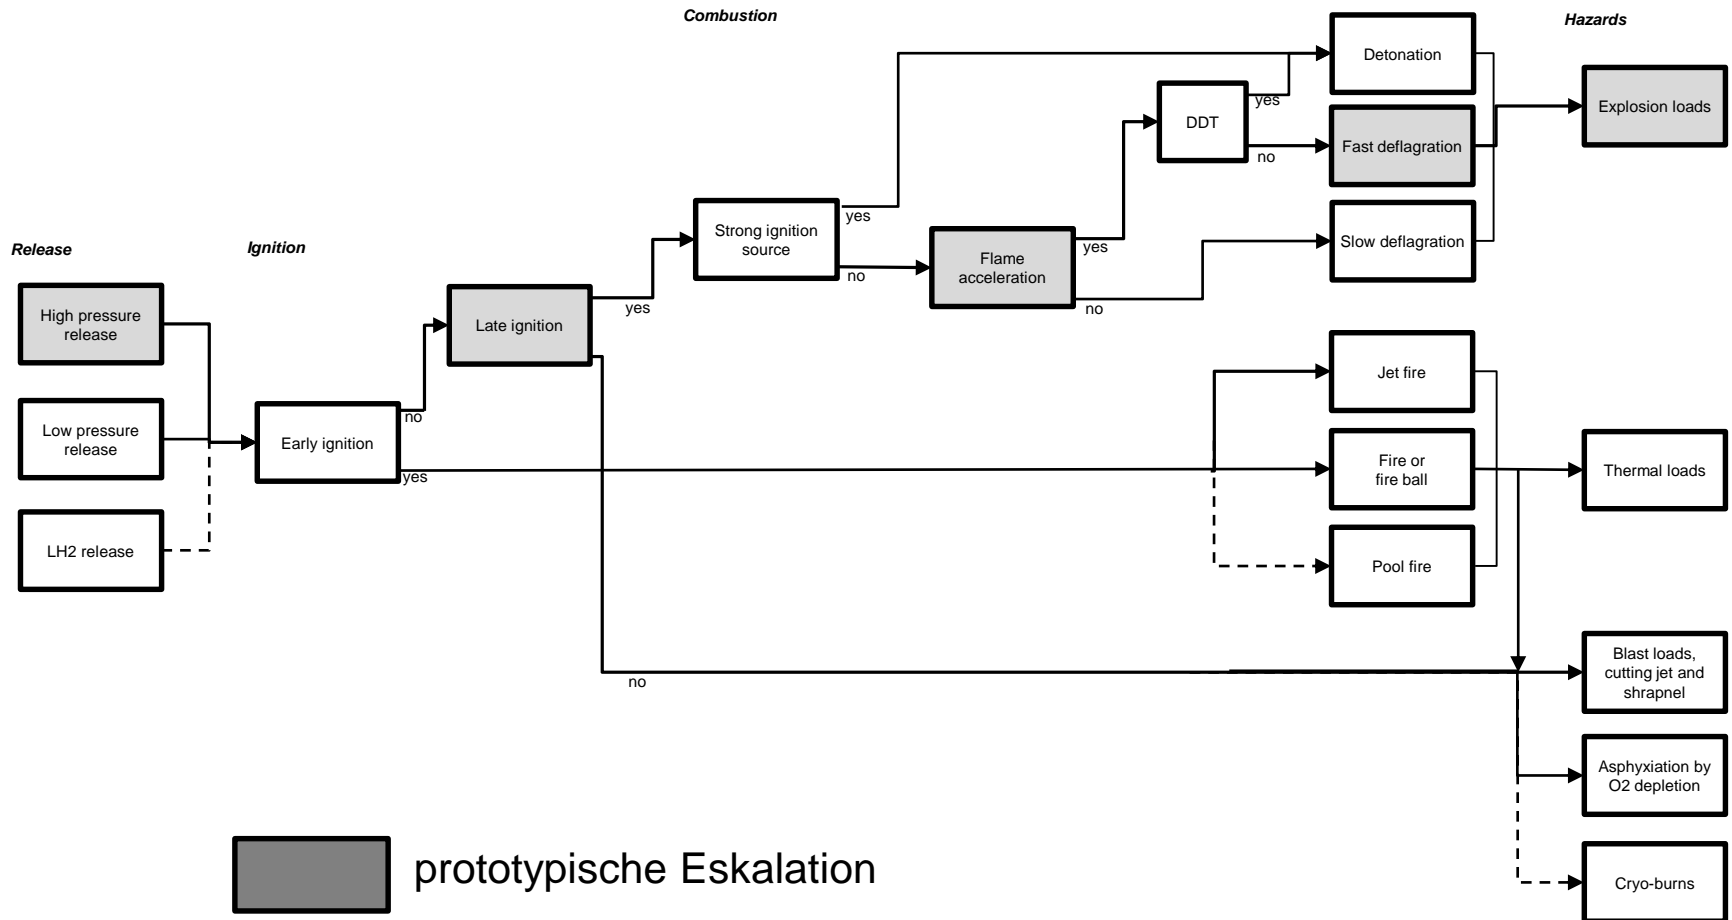 Combustion
Hazards
Release
Ignition
Detonation
Explosion loads
DDT
yes
no
Fast deflagration
Strong ignition
source
yes
no
Flame
acceleration
yes
no
Slow deflagration
High pressure
release
Late ignition
yes
no
Low pressure
release
Early ignition
no
yes
LH2 release
Jet fire
Fire or
fire ball
Thermal loads
Pool fire
Blast loads,
cutting jet and
shrapnel
Asphyxiation by
O2 depletion
Cryo-burns
prototypische Eskalation